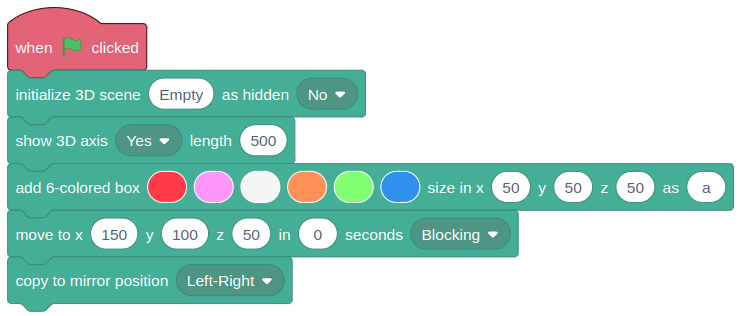 when clicked
initialize 3D scene Empty as hidden No
show 3D axis Yes length 500
add 6-colored box size in x 50 y 50 z 50 as a
move to x 150 y 100 z 50 in 0 seconds Blocking
copy to mirror position Left-Right